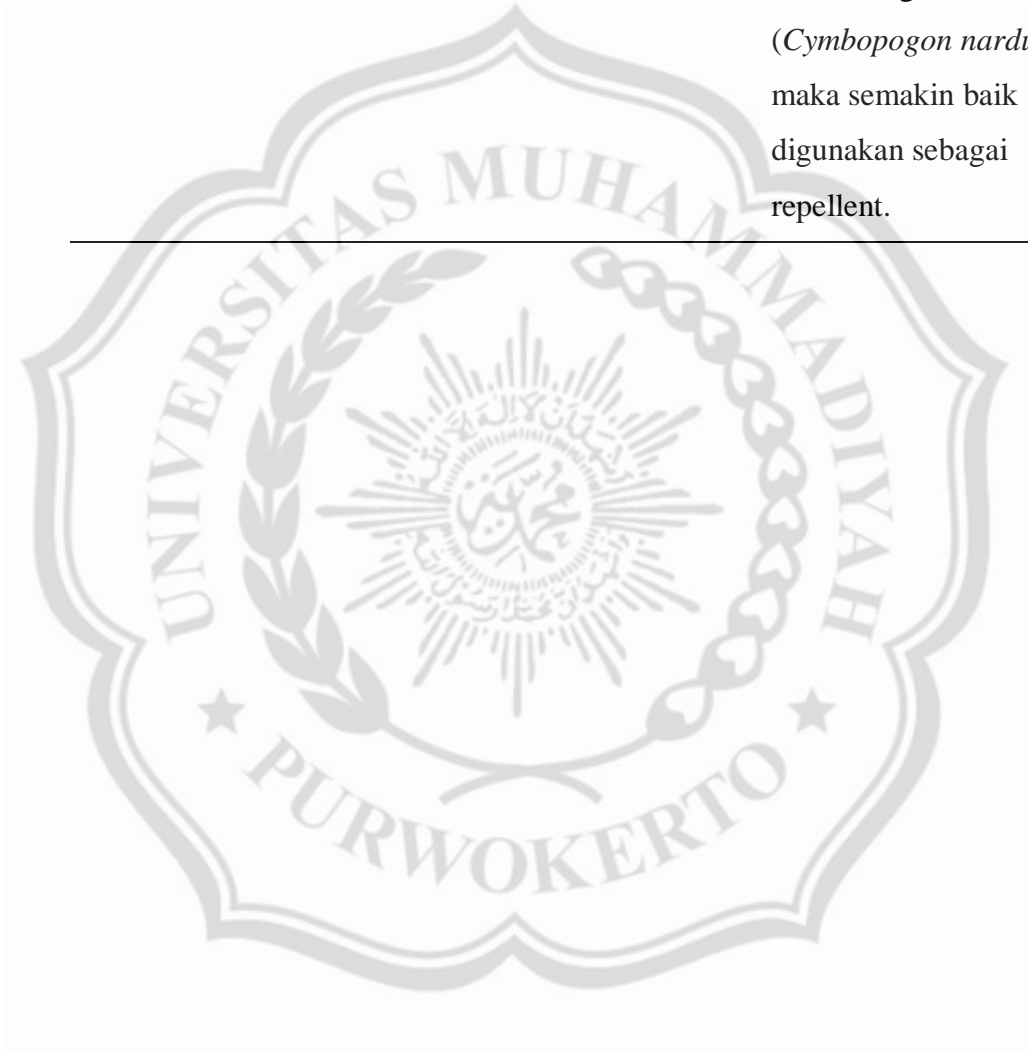 (Cymbopogon nardu
maka semakin baik
digunakan sebagai
repellent.
UNIVERSITAS MUHAMMADIYAH
PURWOKERTO